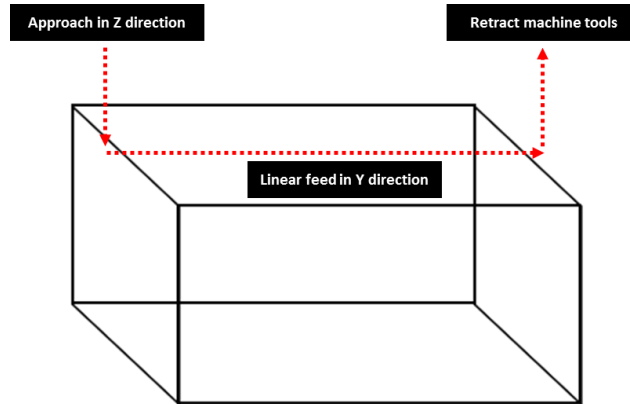 Approach in Z direction
Retract machine tools
Linear feed in Y direction